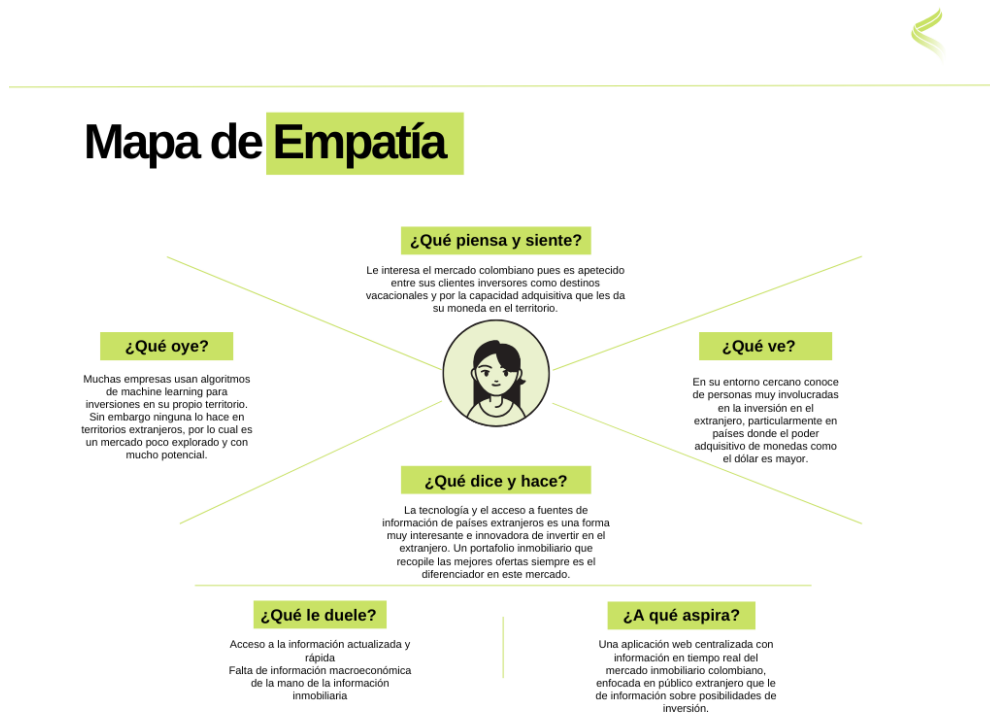 Mapa de Empatía
¿Qué piensa y siente?
Le interesa el mercado colombiano pues es apetecido
entre sus clientes inversores como destinos
vacacionales y por la capacidad adquisitiva que les da
su moneda en el territorio.
¿Qué oye?
Muchas empresas usan algoritmos
de machine learning para
inversiones en su propio territorio.
Sin embargo ninguna lo hace en
territorios extranjeros, por lo cual es
un mercado poco explorado y con
mucho potencial.
¿Qué ve?
En su entorno cercano conoce
de personas muy involucradas
en la inversión en el
extranjero, particularmente en
países donde el poder
adquisitivo de monedas como
el dólar es mayor.
¿Qué dice y hace?
La tecnología y el acceso a fuentes de
información de países extranjeros es una forma
muy interesante e innovadora de invertir en el
extranjero. Un portafolio inmobiliario que
recopile las mejores ofertas siempre es el
diferenciador en este mercado.
¿Qué le duele?
Acceso a la información actualizada y
rápida
Falta de información macroeconómica
de la mano de la información
inmobiliaria
¿A qué aspira?
Una aplicación web centralizada con
información en tiempo real del
mercado inmobiliario colombiano,
enfocada en público extranjero que le
de información sobre posibilidades de
inversión.